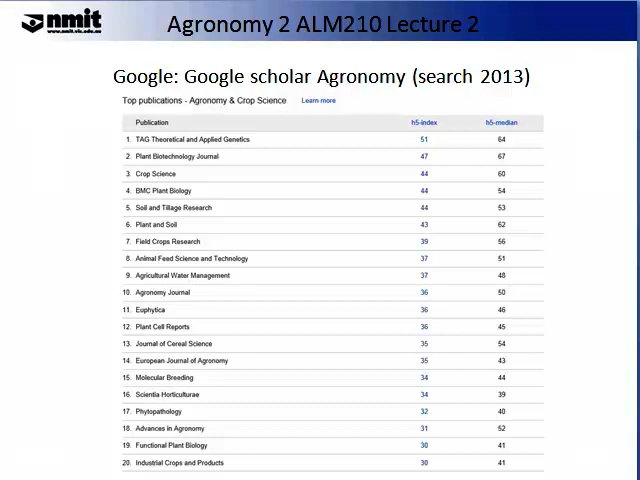 nmit
www.nmit.vic.edu.au
Agronomy 2 ALM210 Lecture 2
Google: Google scholar Agronomy (search 2013)
Top publications - Agronomy & Crop Science Learn more
Publication h5-index h5-median
1. TAG Theoretical and Applied Genetics 51 64
2. Plant Biotechnology Journal 47 67
3. Crop Science 44 60
4. BMC Plant Biology 44 54
5. Soil and Tillage Research 44 53
6. Plant and Soil 43 62
7. Field Crops Research 39 56
8. Animal Feed Science and Technology 37 51
9. Agricultural Water Management 37 48
10. Agronomy Journal 36 50
11. Euphytica 36 46
12. Plant Cell Reports 36 45
13. Journal of Cereal Science 35 54
14. European Journal of Agronomy 35 43
15. Molecular Breeding 34 44
16. Scientia Horticulturae 34 39
17. Phytopathology 32 40
18. Advances in Agronomy 31 52
19. Functional Plant Biology 30 41
20. Industrial Crops and Products 30 41